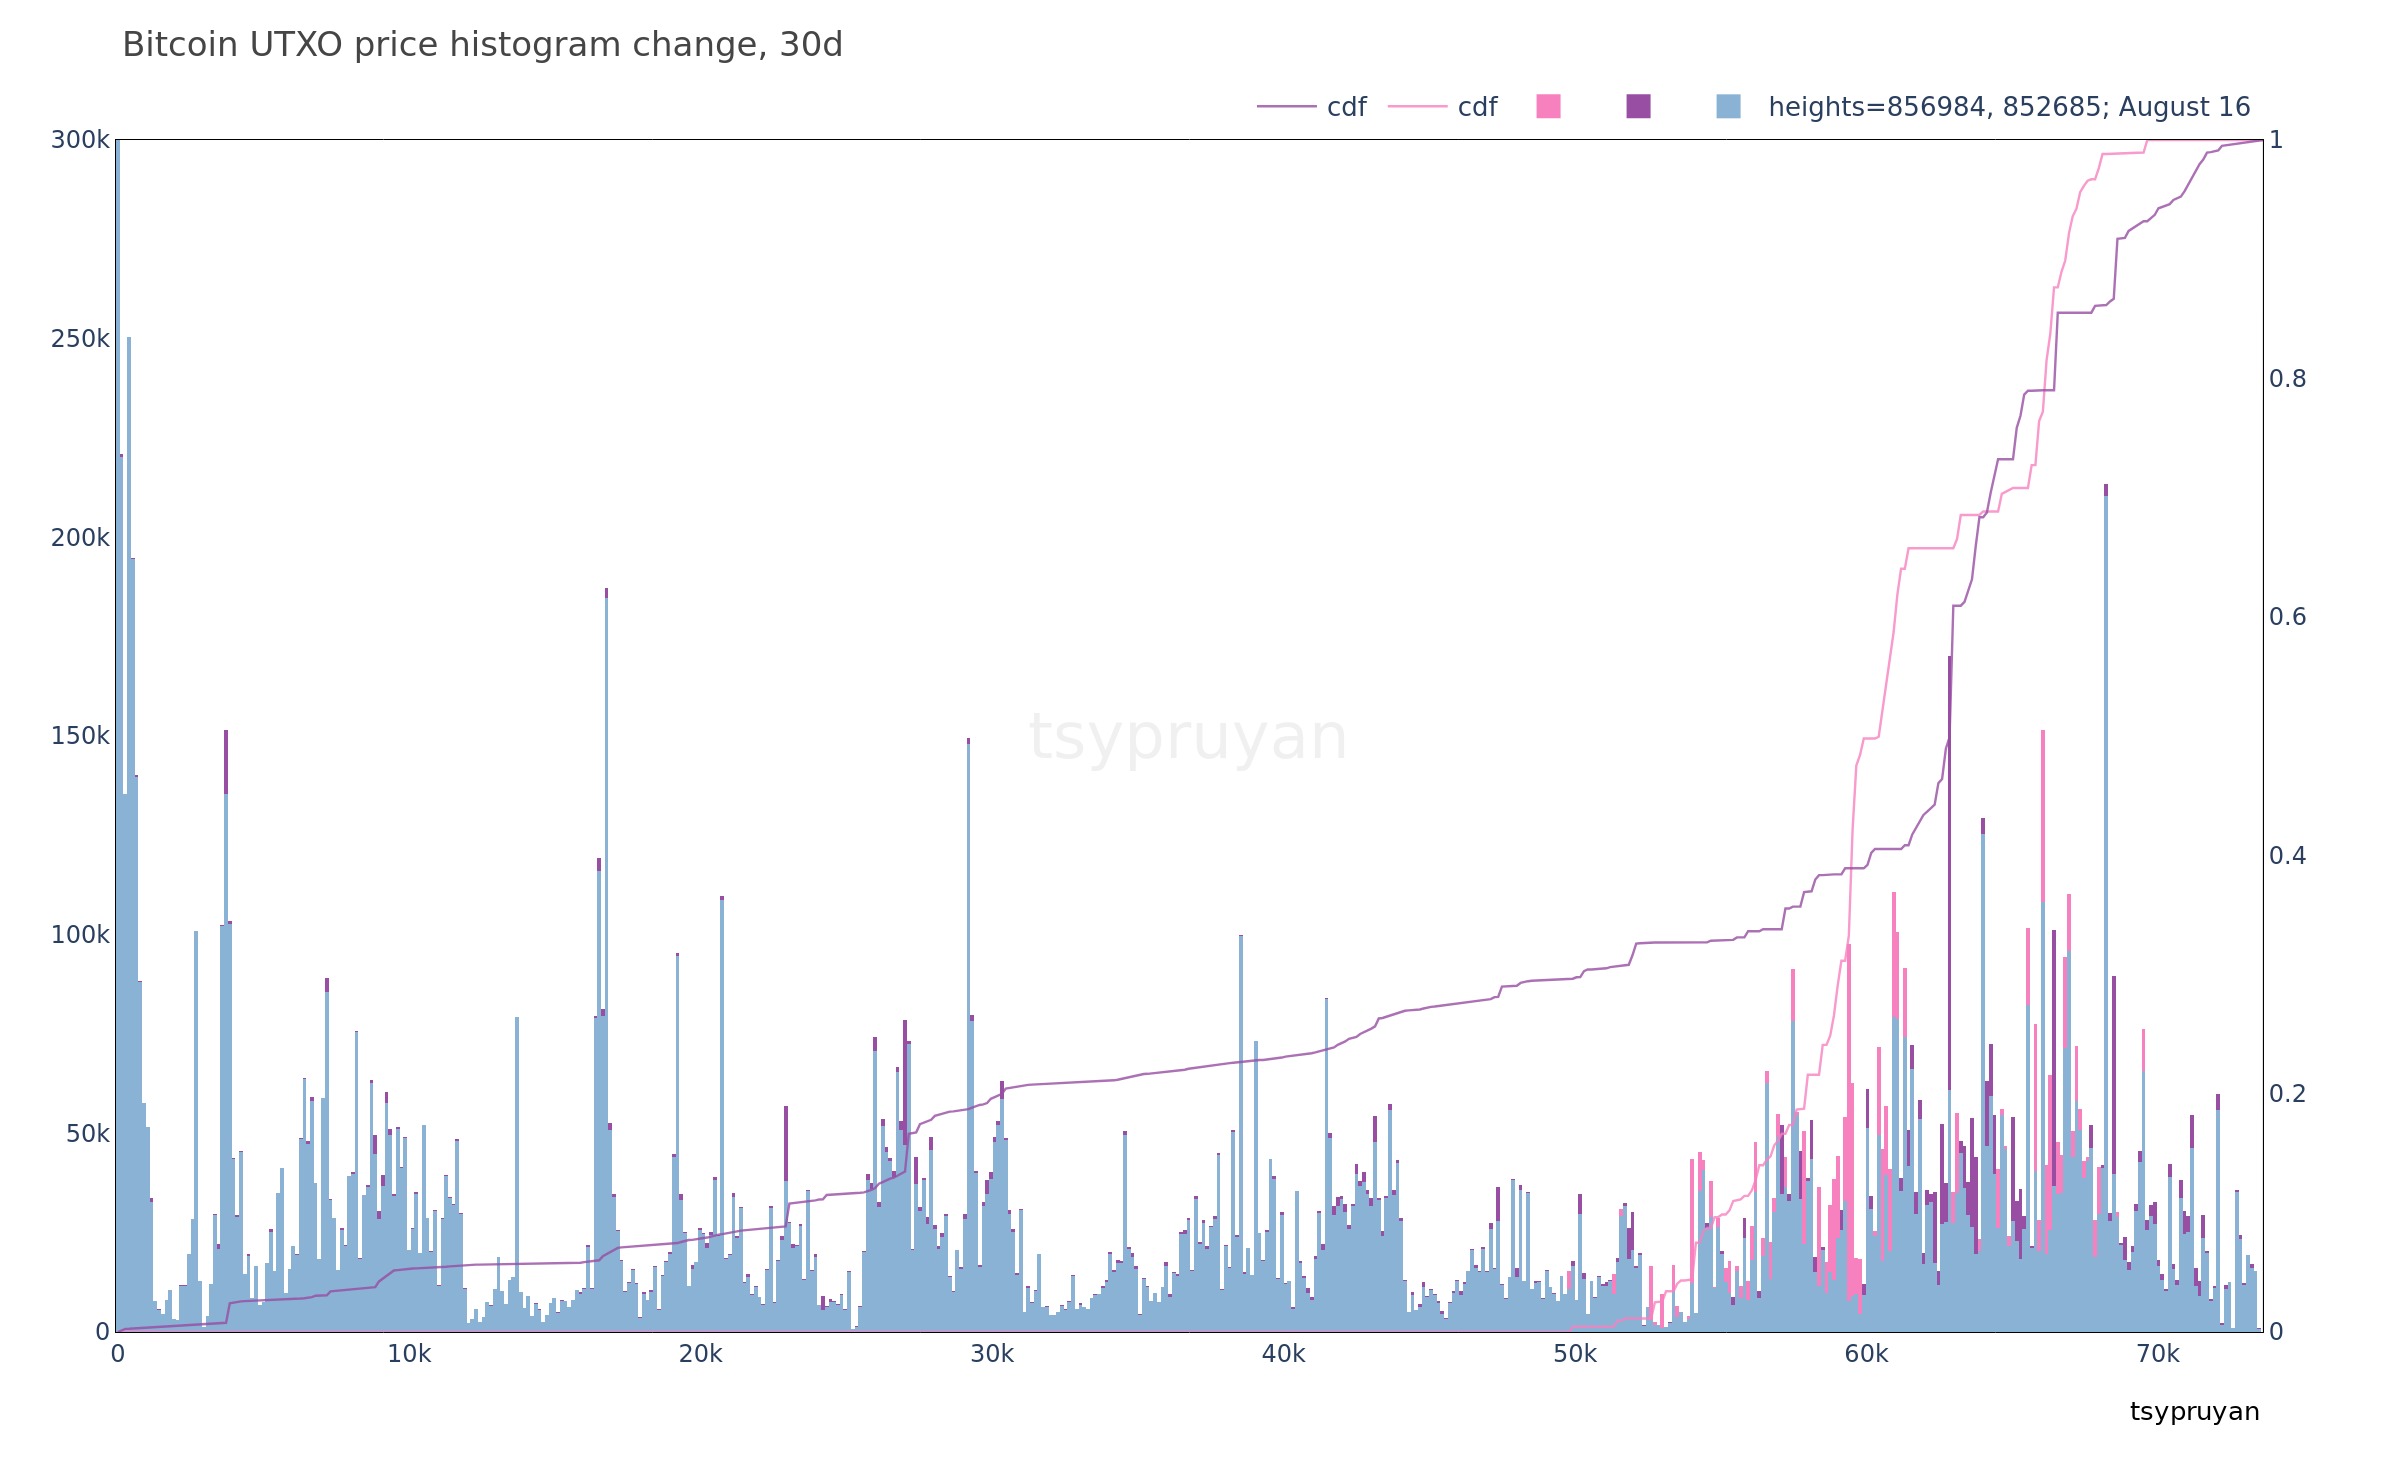 Bitcoin UTXO price histogram change, 30d
cdf cdf heights=856984, 852685; August 16
300k 1
250k
0.8
200k
0.6
150k
tsypruyan
0.4
100k
0.2
50k
0 0
0 10k 20k 30k 40k 50k 60k 70k
tsypruyan